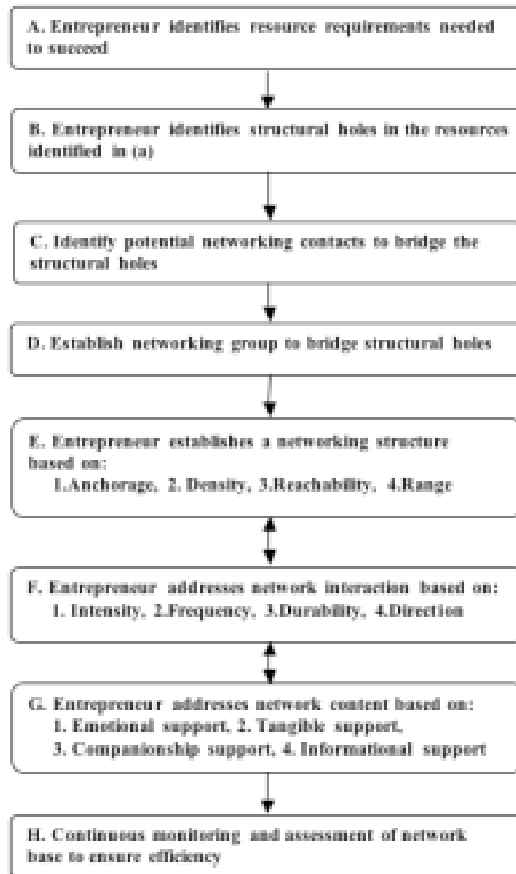 A. Entrepreneur identifies resource requirements needed
to succeed
B. Entrepreneur identifies structural holes in the resources
identified in (a)
C. Identify potential networking contacts to bridge the
structural holes
D. Establish networking group to bridge structural holes
E. Entrepreneur establishes a networking structure
based on:
1.Anchorage, 2. Density, 3.Reachability, 4.Range
F. Entrepreneur addresses network interaction based on:
1. Intensity, 2.Frequency, 3.Durability, 4.Direction
G. Entrepreneur addresses network content based on:
1. Emotional support, 2. Tangible support,
3. Companionship support, 4. Informational support
H. Continuous monitoring and assessment of network
base to ensure efficiency